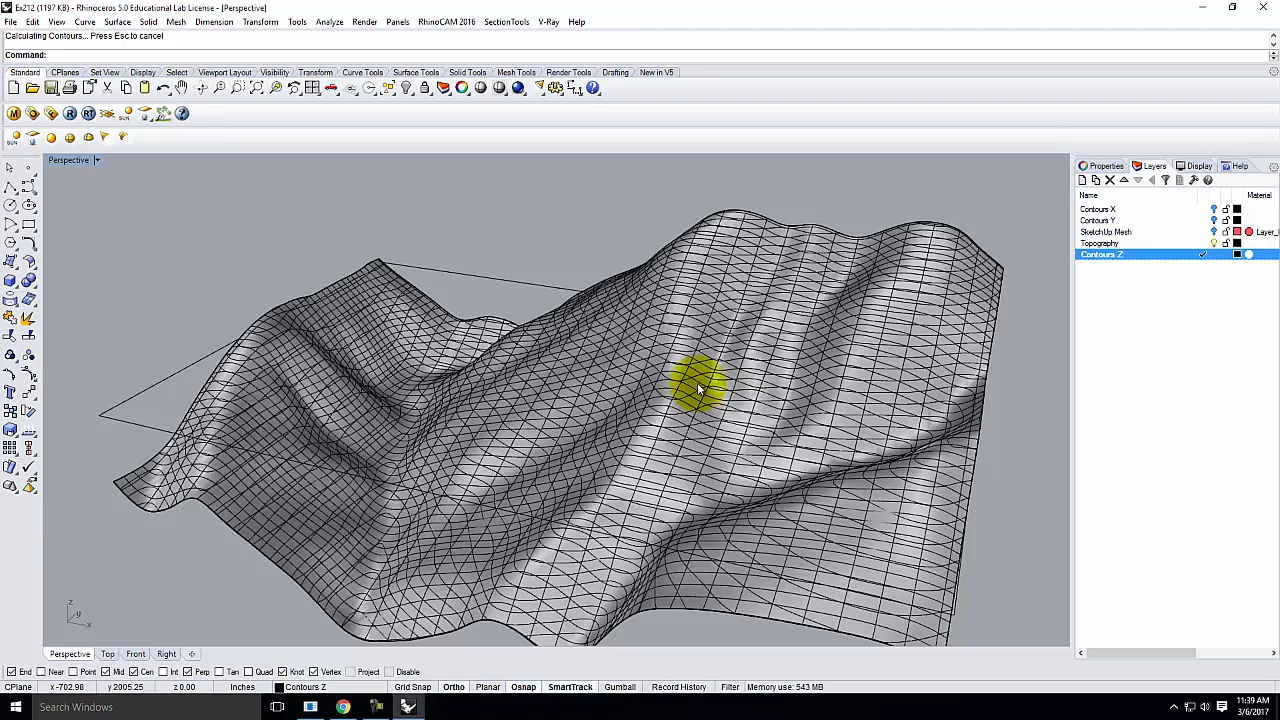 Ex212 (1197 KB) - Rhinoceros 5.0 Educational Lab License - [Perspective]
File Edit View Curve Surface Solid Mesh Dimension Transform Tools Analyze Render Panels RhinoCAM 2016 SectionTools V-Ray Help
Calculating Contours... Press Esc to cancel
Command:
Standard CPlanes Set View Display Select Viewport Layout Visibility Transform Curve Tools Surface Tools Solid Tools Mesh Tools Render Tools Drafting New in V5
M R RT SUN
SUN
Perspective
Properties Layers Display Help
Name Material
Contours X
Contours Y
SketchUp Mesh Layer_
Topography
Contours Z
z
y
x
Perspective Top Front Right
End Near Point Mid Cen Int Perp Tan Quad Knot Vertex Project Disable
CPlane x -702.98 y 2005.25 z 0.00 Inches Contours Z Grid Snap Ortho Planar Osnap SmartTrack Gumball Record History Filter Memory use: 543 MB
Search Windows
11:39 AM
3/6/2017